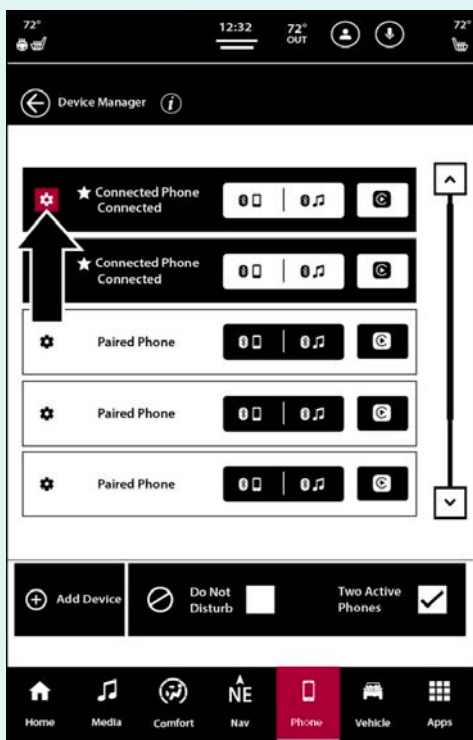 72°
12:32
72°
OUT
72°
Device Manager
i
Connected Phone
Connected
Connected Phone
Connected
Paired Phone
Paired Phone
Paired Phone
Add Device
Do Not
Disturb
Two Active
Phones
NE
Home
Media
Comfort
Nav
Phone
Vehicle
Apps